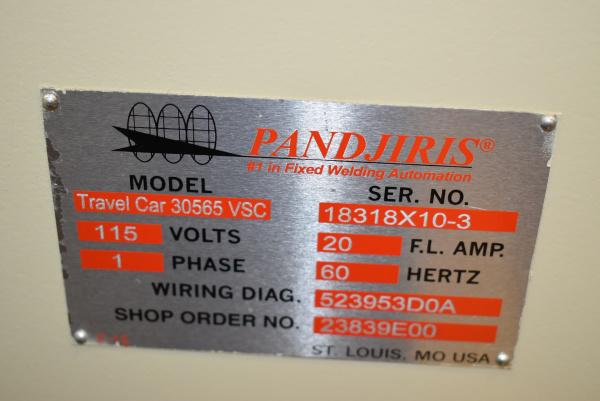 PANDJIRIS®
#1 in Fixed Welding Automation
MODEL
Travel Car 30565 VSC
SER. NO.
18318X10-3
115 VOLTS
20 F.L. AMP.
1 PHASE
60 HERTZ
WIRING DIAG. 523953D0A
SHOP ORDER NO. 23839E00
ST. LOUIS, MO USA